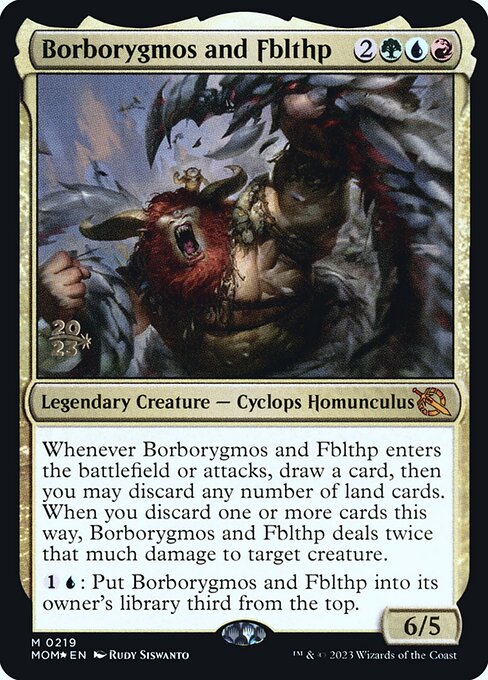 Borborygmos and Fblthp 2
20
23
Legendary Creature — Cyclops Homunculus
Whenever Borborygmos and Fblthp enters
the battlefield or attacks, draw a card, then
you may discard any number of land cards.
When you discard one or more cards this
way, Borborygmos and Fblthp deals twice
that much damage to target creature.
1 : Put Borborygmos and Fblthp into its
owner's library third from the top.
6/5
M 0219
MOM★EN Rudy Siswanto
™ & © 2023 Wizards of the Coast